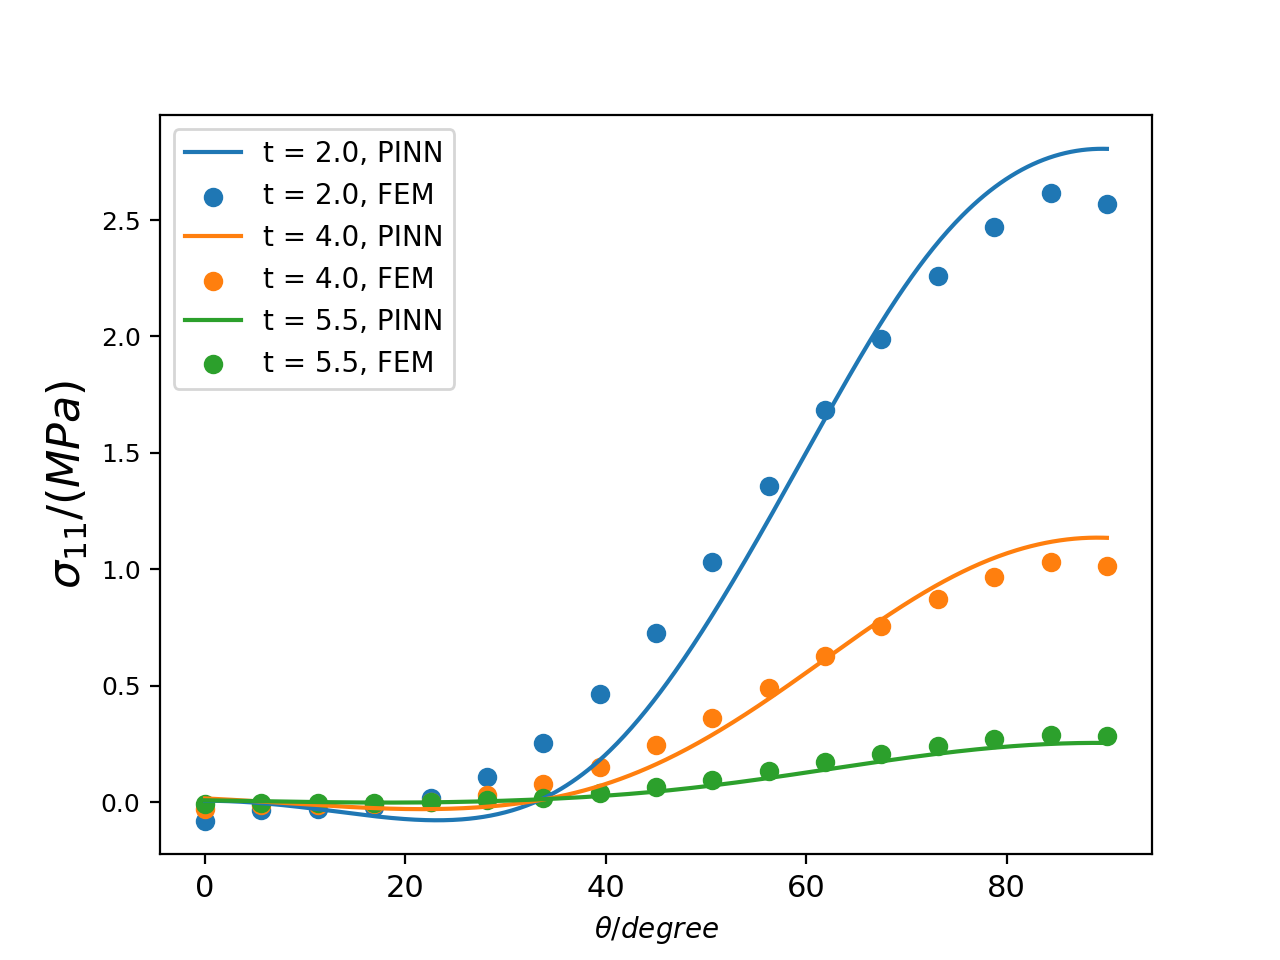 t = 2.0, PINN
t = 2.0, FEM
t = 4.0, PINN
t = 4.0, FEM
t = 5.5, PINN
t = 5.5, FEM
σ11/(MPa)
2.5
2.0
1.5
1.0
0.5
0.0
0 20 40 60 80
θ/degree